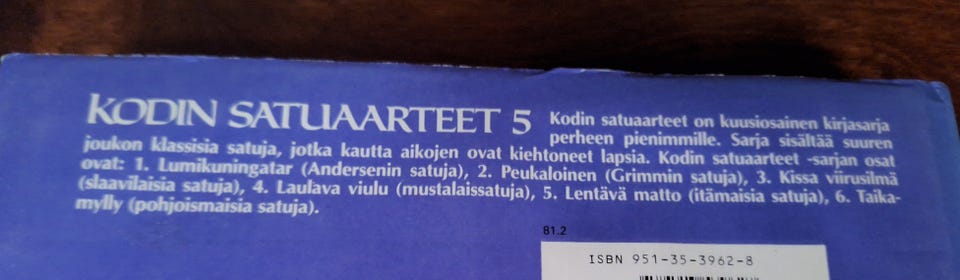 KODIN SATUAARTEET 5 Kodin satuaarteet on kuusiosainen kirjasarja
perheen pienimmille. Sarja sisältää suuren
joukon klassisia satuja, jotka kautta aikojen ovat kiehtoneet lapsia. Kodin satuaarteet -sarjan osat
ovat: 1. Lumikuningatar (Andersenin satuja), 2. Peukaloinen (Grimmin satuja), 3. Kissa viirusilmä
(slaavilaisia satuja), 4. Laulava viulu (mustalaissatuja), 5. Lentävä matto (itämaisia satuja), 6. Taika-
mylly (pohjoismaisia satuja).
81.2
ISBN 951-35-3962-8